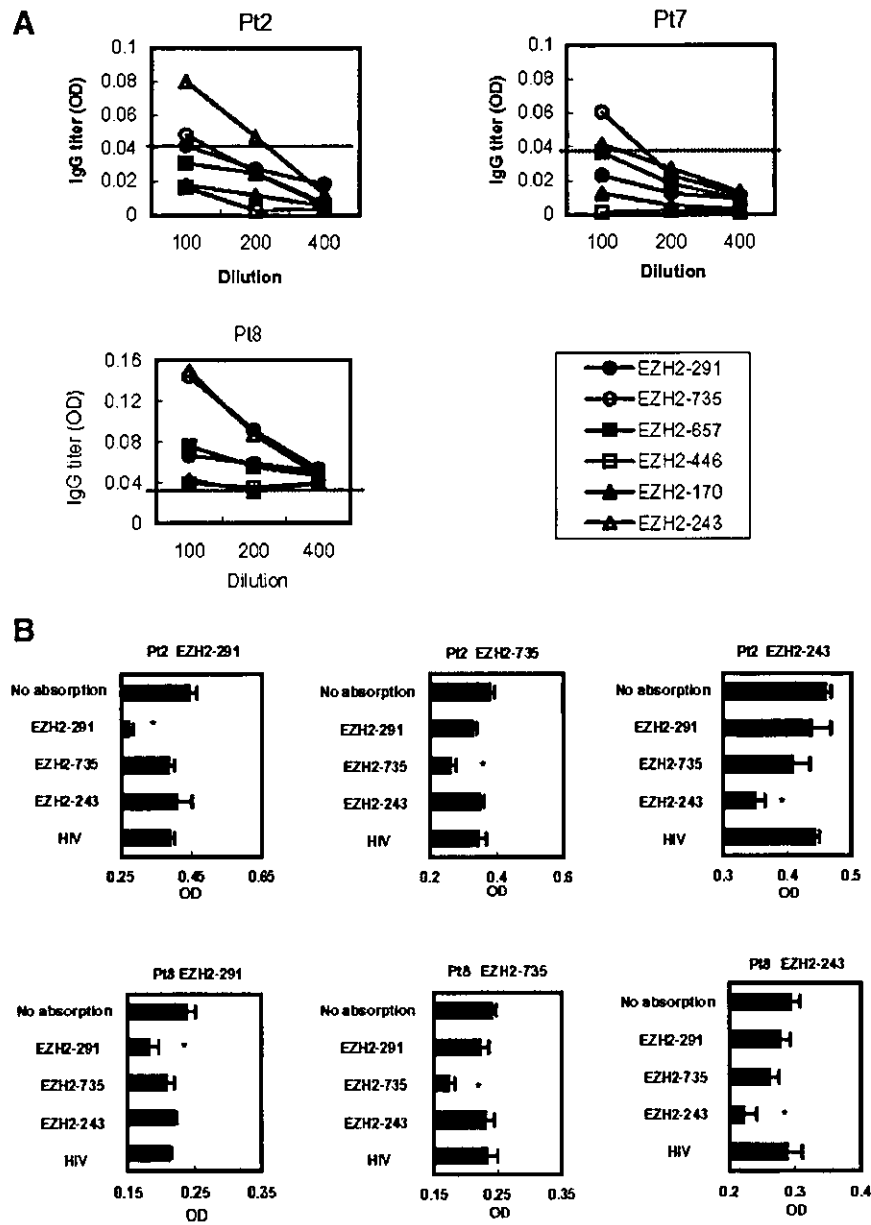 A
Pt2
IgG titer (OD)
0.1
0.08
0.06
0.04
0.02
0
100 200 400
Dilution
Pt7
IgG titer (OD)
0.1
0.08
0.06
0.04
0.02
0
100 200 400
Dilution
Pt8
IgG titer (OD)
0.16
0.12
0.08
0.04
0
100 200 400
Dilution
EZH2-291
EZH2-735
EZH2-657
EZH2-446
EZH2-170
EZH2-243
B
Pt2 EZH2-291
No absorption
EZH2-291 *
EZH2-735
EZH2-243
HIV
0.25 0.45 0.65
OD
Pt2 EZH2-735
No absorption
EZH2-291
EZH2-735 *
EZH2-243
HIV
0.2 0.4 0.6
OD
Pt2 EZH2-243
No absorption
EZH2-291
EZH2-735
EZH2-243 *
HIV
0.3 0.4 0.5
OD
Pt8 EZH2-291
No absorption
EZH2-291 *
EZH2-735
EZH2-243
HIV
0.15 0.25 0.35
OD
Pt8 EZH2-735
No absorption
EZH2-291
EZH2-735 *
EZH2-243
HIV
0.15 0.25 0.35
OD
Pt8 EZH2-243
No absorption
EZH2-291
EZH2-735
EZH2-243 *
HIV
0.2 0.3 0.4
OD